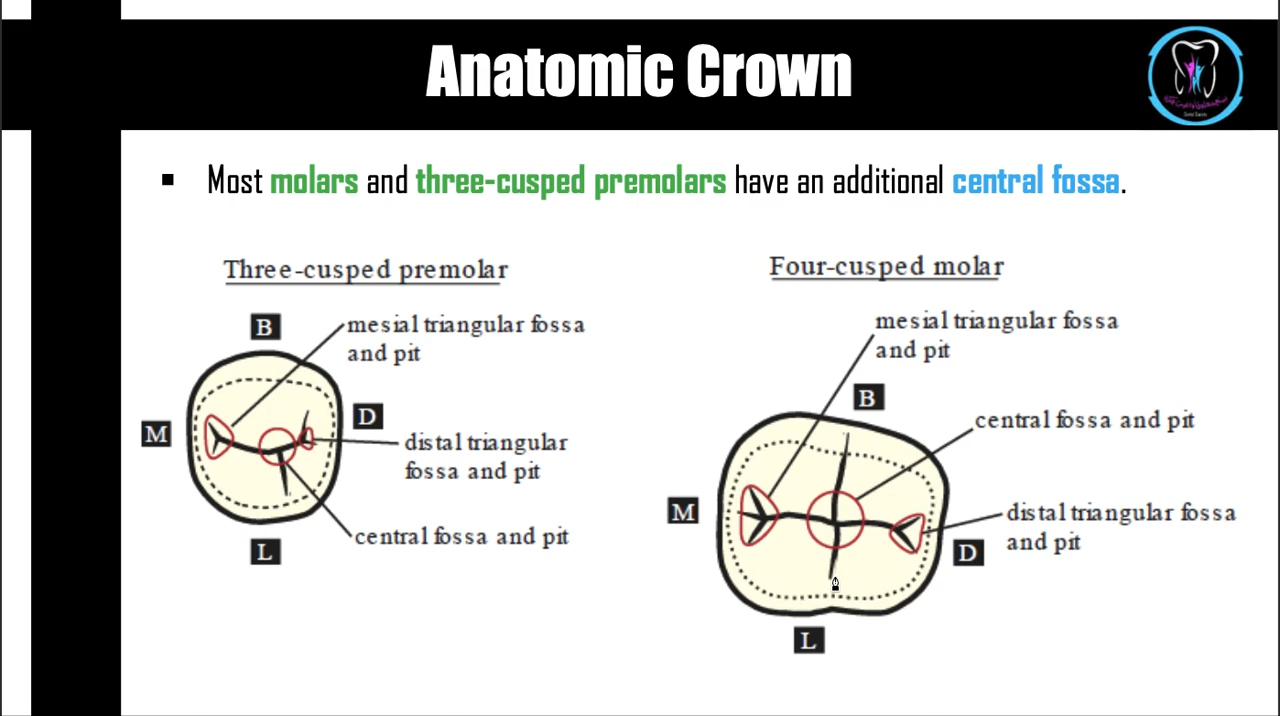 Anatomic Crown
▪ Most molars and three-cusped premolars have an additional central fossa.
Three-cusped premolar
B
mesial triangular fossa
and pit
M
D
distal triangular
fossa and pit
central fossa and pit
L
Four-cusped molar
mesial triangular fossa
and pit
B
central fossa and pit
M
distal triangular fossa
and pit
D
L